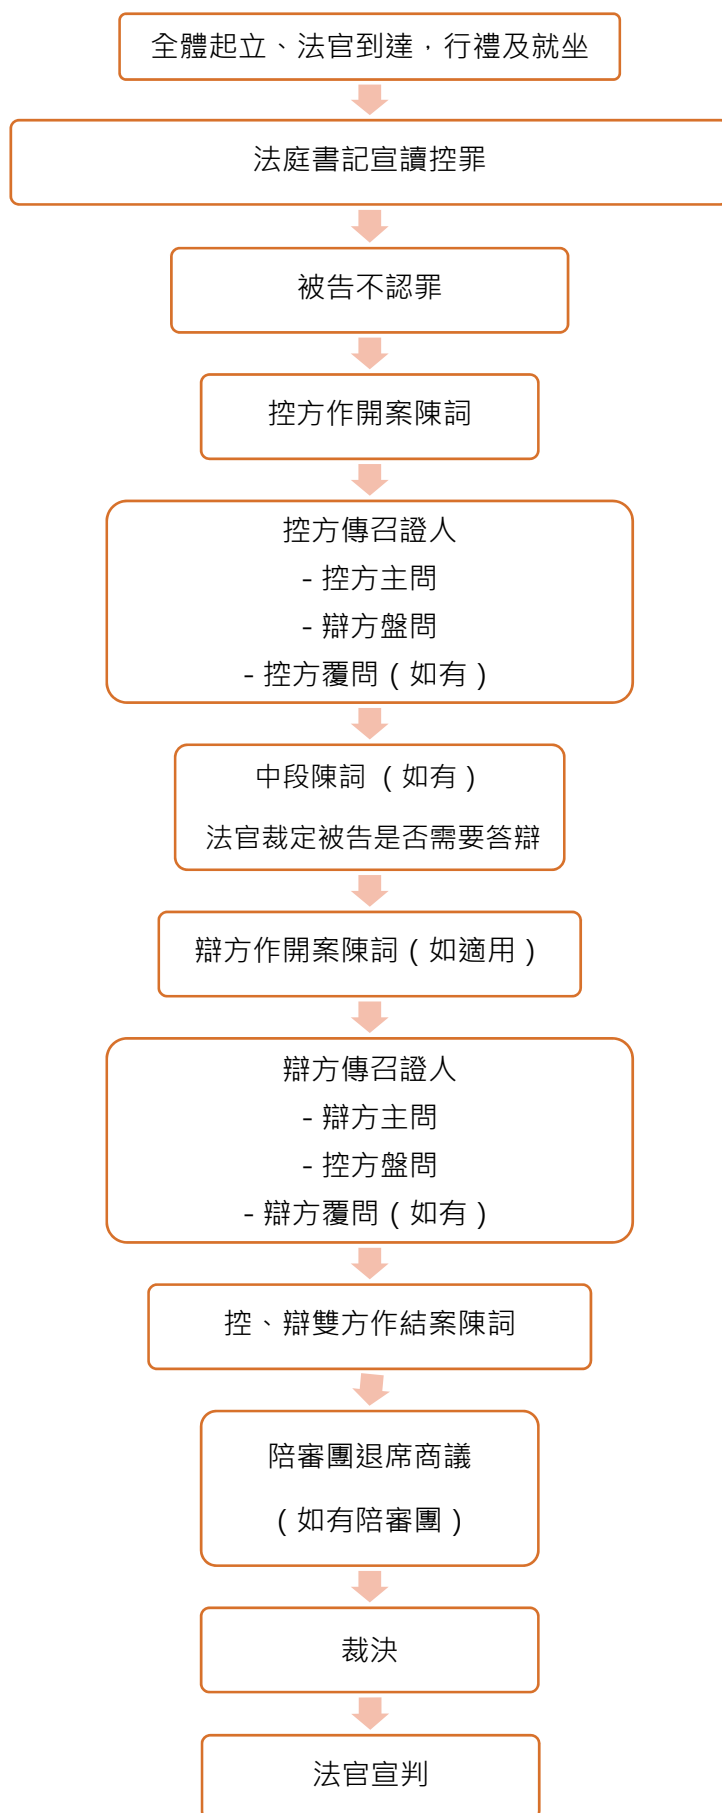 全體起立、法官到達，行禮及就坐
法庭書記宣讀控罪
被告不認罪
控方作開案陳詞
控方傳召證人
- 控方主問
- 辯方盤問
- 控方覆問（如有）
中段陳詞 （如有）
法官裁定被告是否需要答辯
辯方作開案陳詞（如適用）
辯方傳召證人
- 辯方主問
- 控方盤問
- 辯方覆問（如有）
控、辯雙方作結案陳詞
陪審團退席商議
（如有陪審團）
裁決
法官宣判